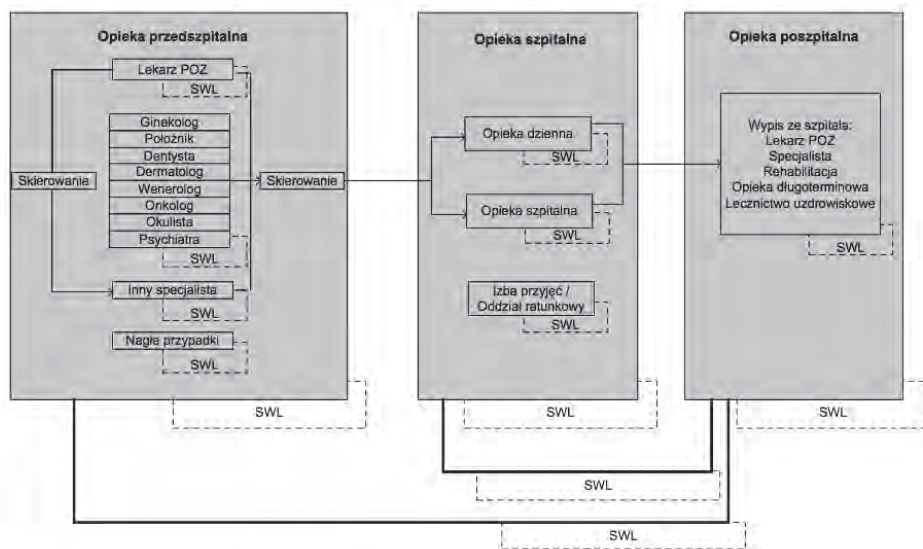 Opieka przedszpitalna
Lekarz POZ
SWL
Ginekolog
Położnik
Dentysta
Dermatolog
Wenerolog
Onkolog
Okulista
Psychiatra
SWL
Skierowanie
Skierowanie
Inny specjalista
SWL
Nagłe przypadki
SWL
SWL
Opieka szpitalna
Opieka dzienna
SWL
Opieka szpitalna
SWL
Izba przyjęć /
Oddział ratunkowy
SWL
SWL
Opieka poszpitalna
Wypis ze szpitala:
Lekarz POZ
Specjalista
Rehabilitacja
Opieka długoterminowa
Lecznictwo uzdrowiskowe
SWL
SWL
SWL
SWL